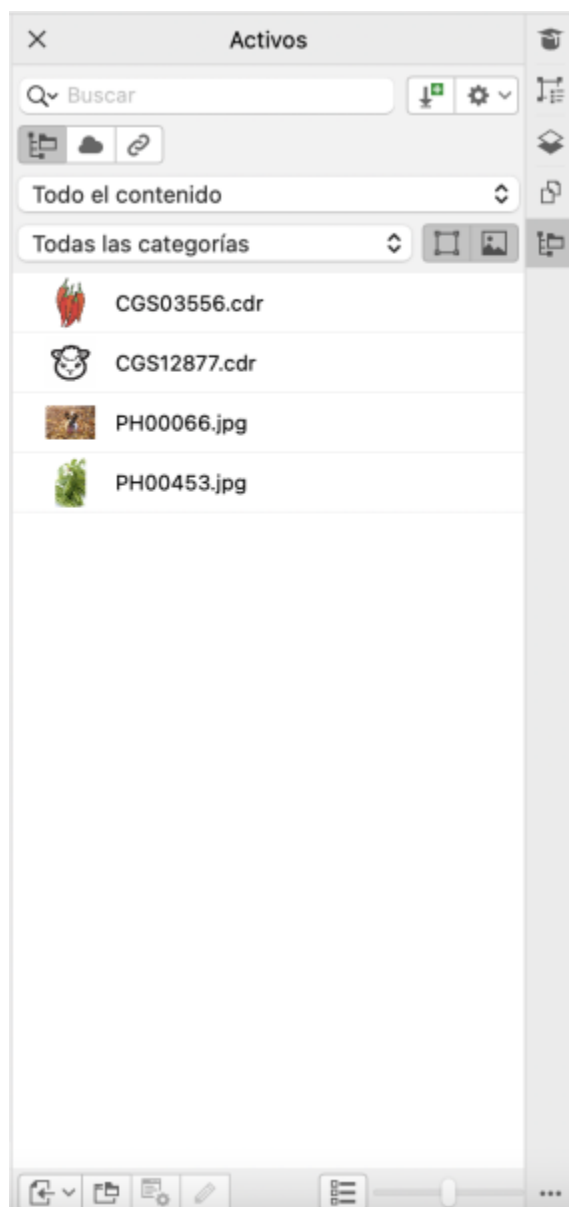 Activos
Buscar
Todo el contenido
Todas las categorías
CGS03556.cdr
CGS12877.cdr
PH00066.jpg
PH00453.jpg